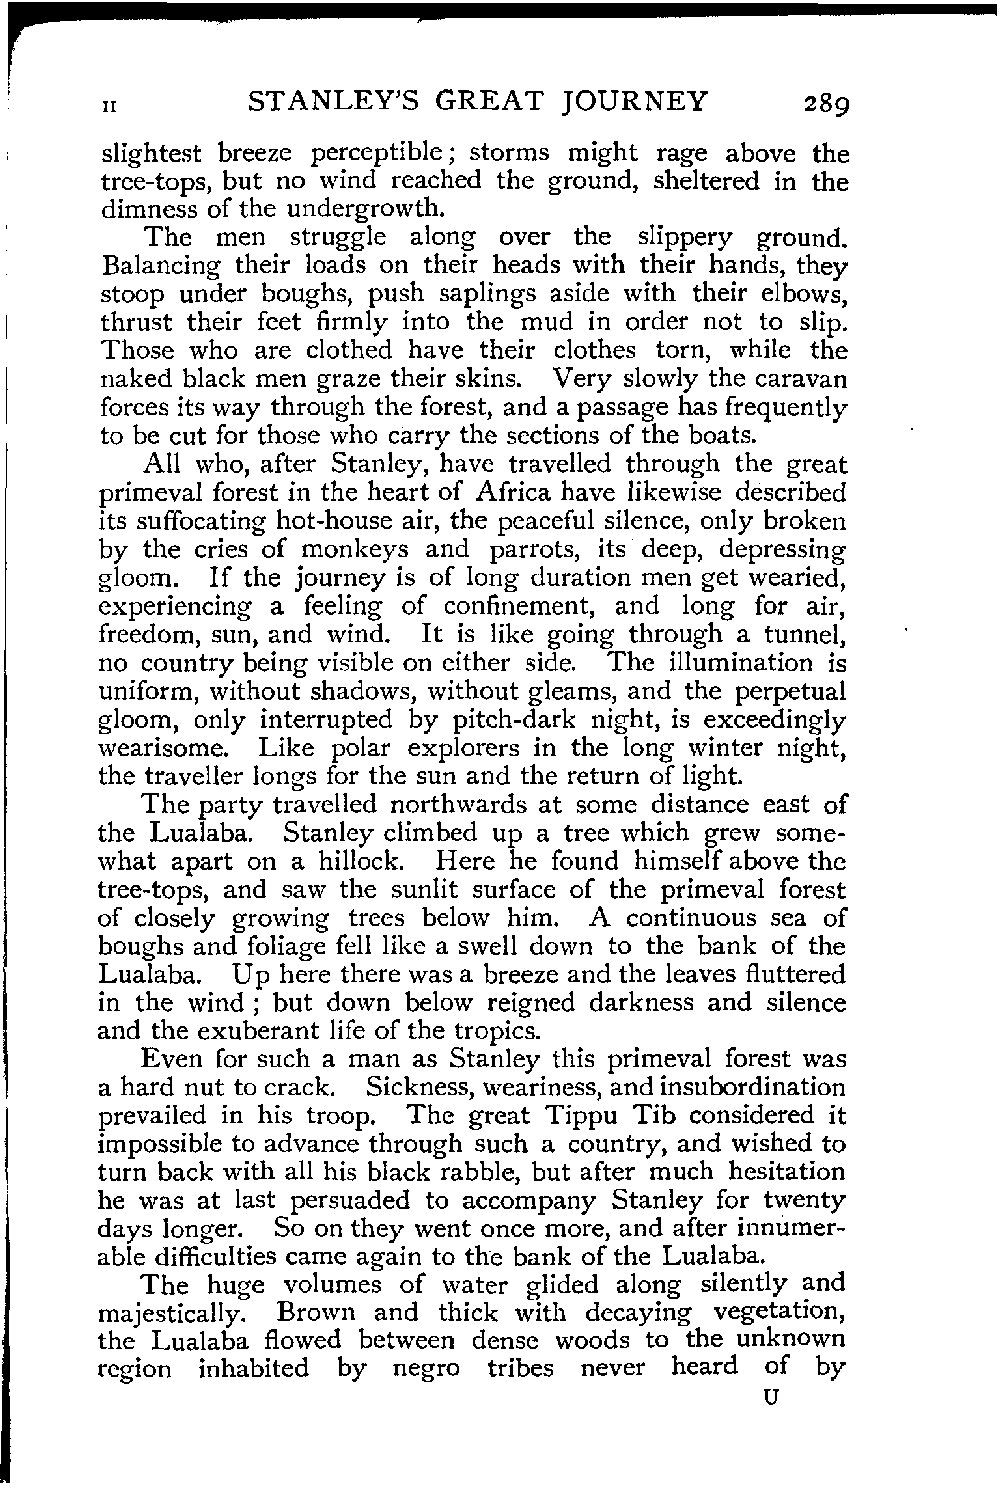 II STANLEY'S GREAT JOURNEY 289
slightest breeze perceptible; storms might rage above the
tree-tops, but no wind reached the ground, sheltered in the
dimness of the undergrowth.
The men struggle along over the slippery ground.
Balancing their loads on their heads with their hands, they
stoop under boughs, push saplings aside with their elbows,
thrust their feet firmly into the mud in order not to slip.
Those who are clothed have their clothes torn, while the
naked black men graze their skins. Very slowly the caravan
forces its way through the forest, and a passage has frequently
to be cut for those who carry the sections of the boats.
All who, after Stanley, have travelled through the great
primeval forest in the heart of Africa have likewise described
its suffocating hot-house air, the peaceful silence, only broken
by the cries of monkeys and parrots, its deep, depressing
gloom. If the journey is of long duration men get wearied,
experiencing a feeling of confinement, and long for air,
freedom, sun, and wind. It is like going through a tunnel,
no country being visible on either side. The illumination is
uniform, without shadows, without gleams, and the perpetual
gloom, only interrupted by pitch-dark night, is exceedingly
wearisome. Like polar explorers in the long winter night,
the traveller longs for the sun and the return of light.
The party travelled northwards at some distance east of
the Lualaba. Stanley climbed up a tree which grew some-
what apart on a hillock. Here he found himself above the
tree-tops, and saw the sunlit surface of the primeval forest
of closely growing trees below him. A continuous sea of
boughs and foliage fell like a swell down to the bank of the
Lualaba. Up here there was a breeze and the leaves fluttered
in the wind; but down below reigned darkness and silence
and the exuberant life of the tropics.
Even for such a man as Stanley this primeval forest was
a hard nut to crack. Sickness, weariness, and insubordination
prevailed in his troop. The great Tippu Tib considered it
impossible to advance through such a country, and wished to
turn back with all his black rabble, but after much hesitation
he was at last persuaded to accompany Stanley for twenty
days longer. So on they went once more, and after innumer-
able difficulties came again to the bank of the Lualaba.
The huge volumes of water glided along silently and
majestically. Brown and thick with decaying vegetation,
the Lualaba flowed between dense woods to the unknown
region inhabited by negro tribes never heard of by
U